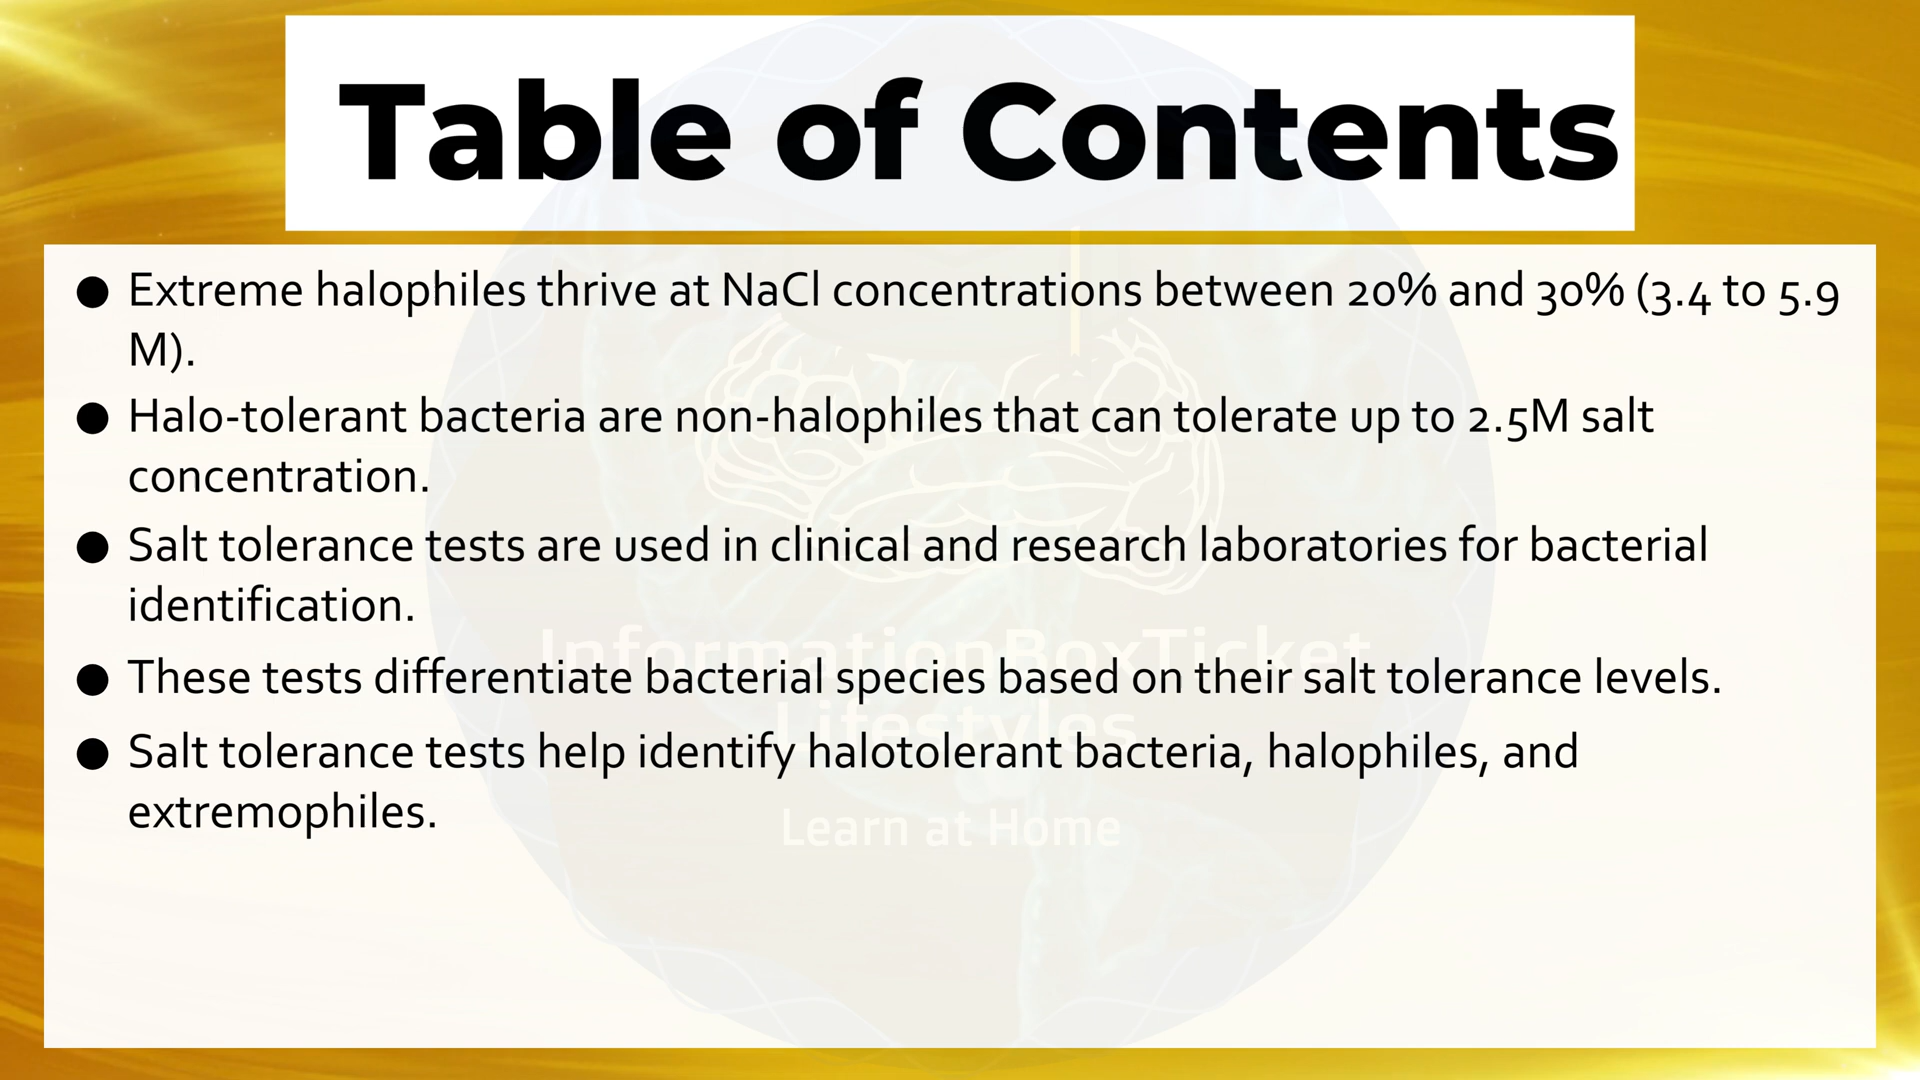 Table of Contents
● Extreme halophiles thrive at NaCl concentrations between 20% and 30% (3.4 to 5.9
M).
● Halo-tolerant bacteria are non-halophiles that can tolerate up to 2.5M salt
concentration.
● Salt tolerance tests are used in clinical and research laboratories for bacterial
identification.
InformationBoxTicket
● These tests differentiate bacterial species based on their salt tolerance levels.
Lifestyles
● Salt tolerance tests help identify halotolerant bacteria, halophiles, and
extremophiles.
Learn at Home